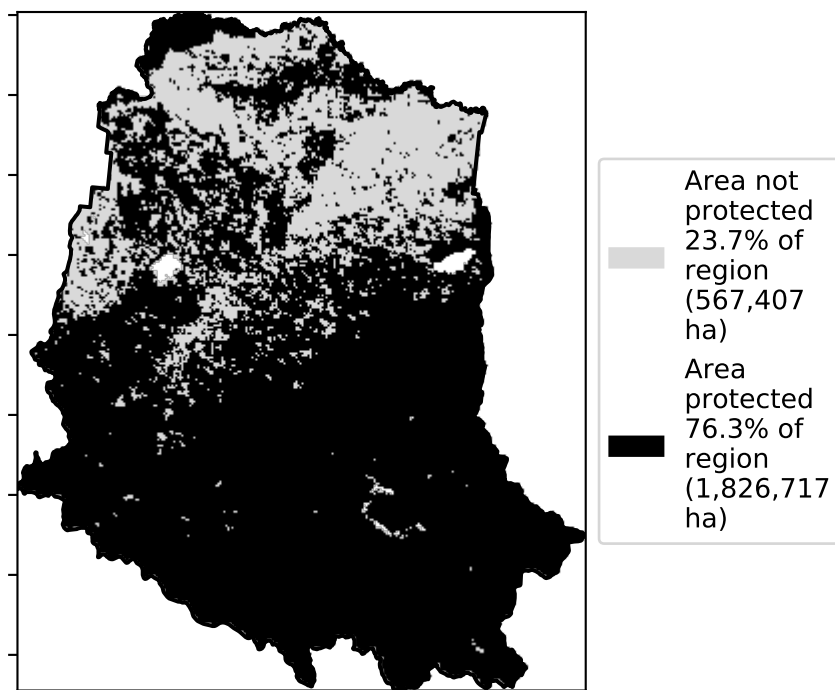 Area not
protected
23.7% of
region
(567,407
ha)
Area
protected
76.3% of
region
(1,826,717
ha)